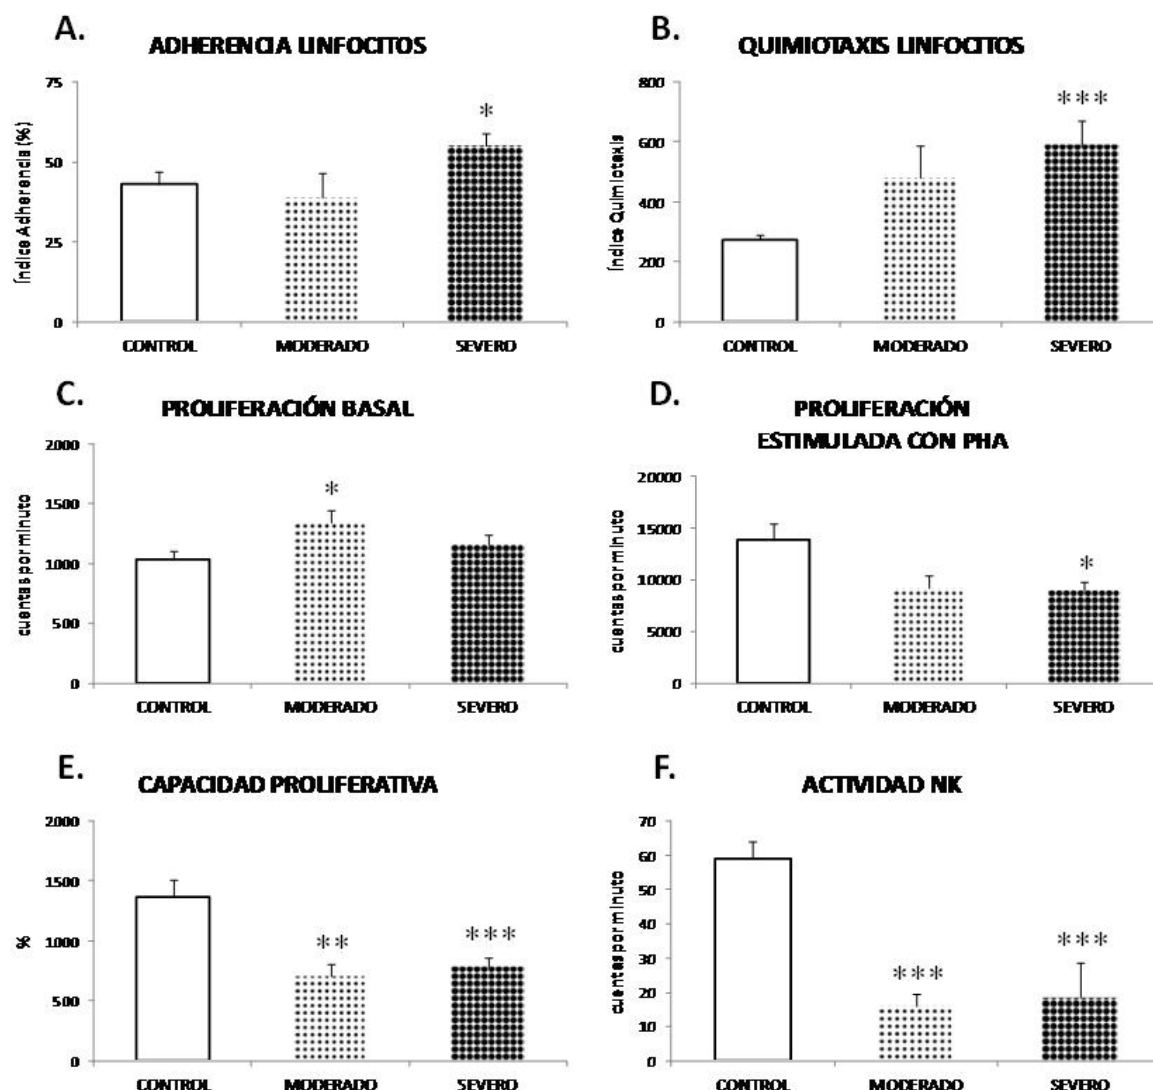 A.
ADHERENCIA LINFOCITOS
75
50
25
0
Índice Adherencia (%)
*
CONTROL MODERADO SEVERO
B.
QUIMIOTAXIS LINFOCITOS
800
600
400
200
0
Índice Quimiotaxis
***
CONTROL MODERADO SEVERO
C.
PROLIFERACIÓN BASAL
2000
1500
1000
500
0
cuentas por minuto
*
CONTROL MODERADO SEVERO
D.
PROLIFERACIÓN
ESTIMULADA CON PHA
20000
15000
10000
5000
0
cuentas por minuto
*
CONTROL MODERADO SEVERO
E.
CAPACIDAD PROLIFERATIVA
2000
1500
1000
500
0
%
** ***
CONTROL MODERADO SEVERO
F.
ACTIVIDAD NK
70
60
50
40
30
20
10
0
cuentas por minuto
*** ***
CONTROL MODERADO SEVERO